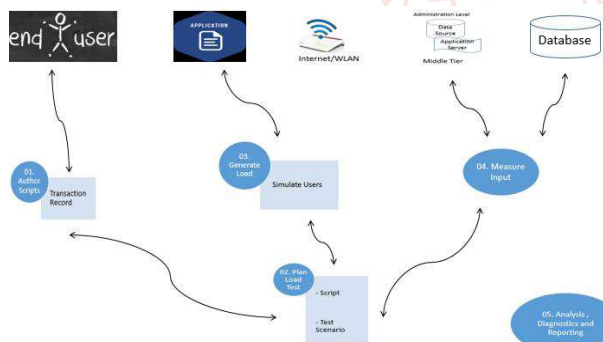 end user
APPLICATION
Internet/WLAN
Administration Level
Data
Source
Application
Server
Middle Tier
Database
01.
Author
Scripts
Transaction
Record
03.
Generate
Load
Simulate Users
04. Measure
Input
02. Plan
Load
Test
- Script
- Test
Scenario
05. Analysis ,
Diagnostics and
Reporting